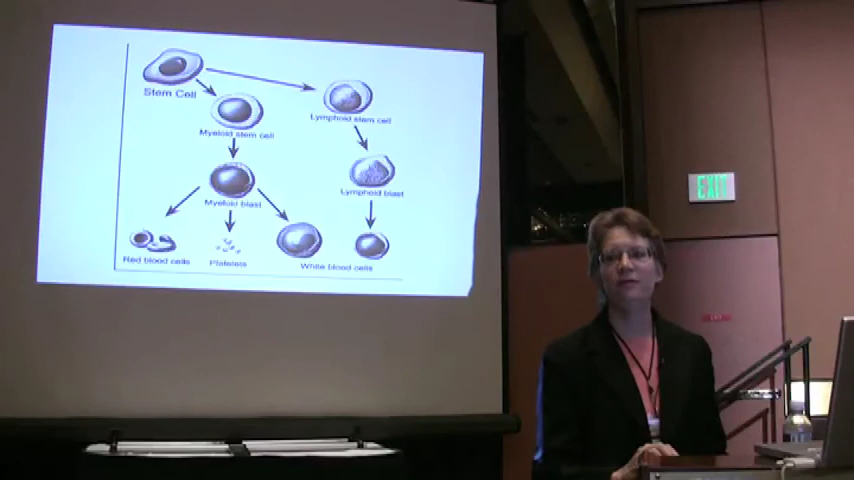 Stem Cell
Lymphoid stem cell
Myeloid stem cell
Lymphoid blast
Myeloid blast
Red blood cells
Platelets
White blood cells
EXIT